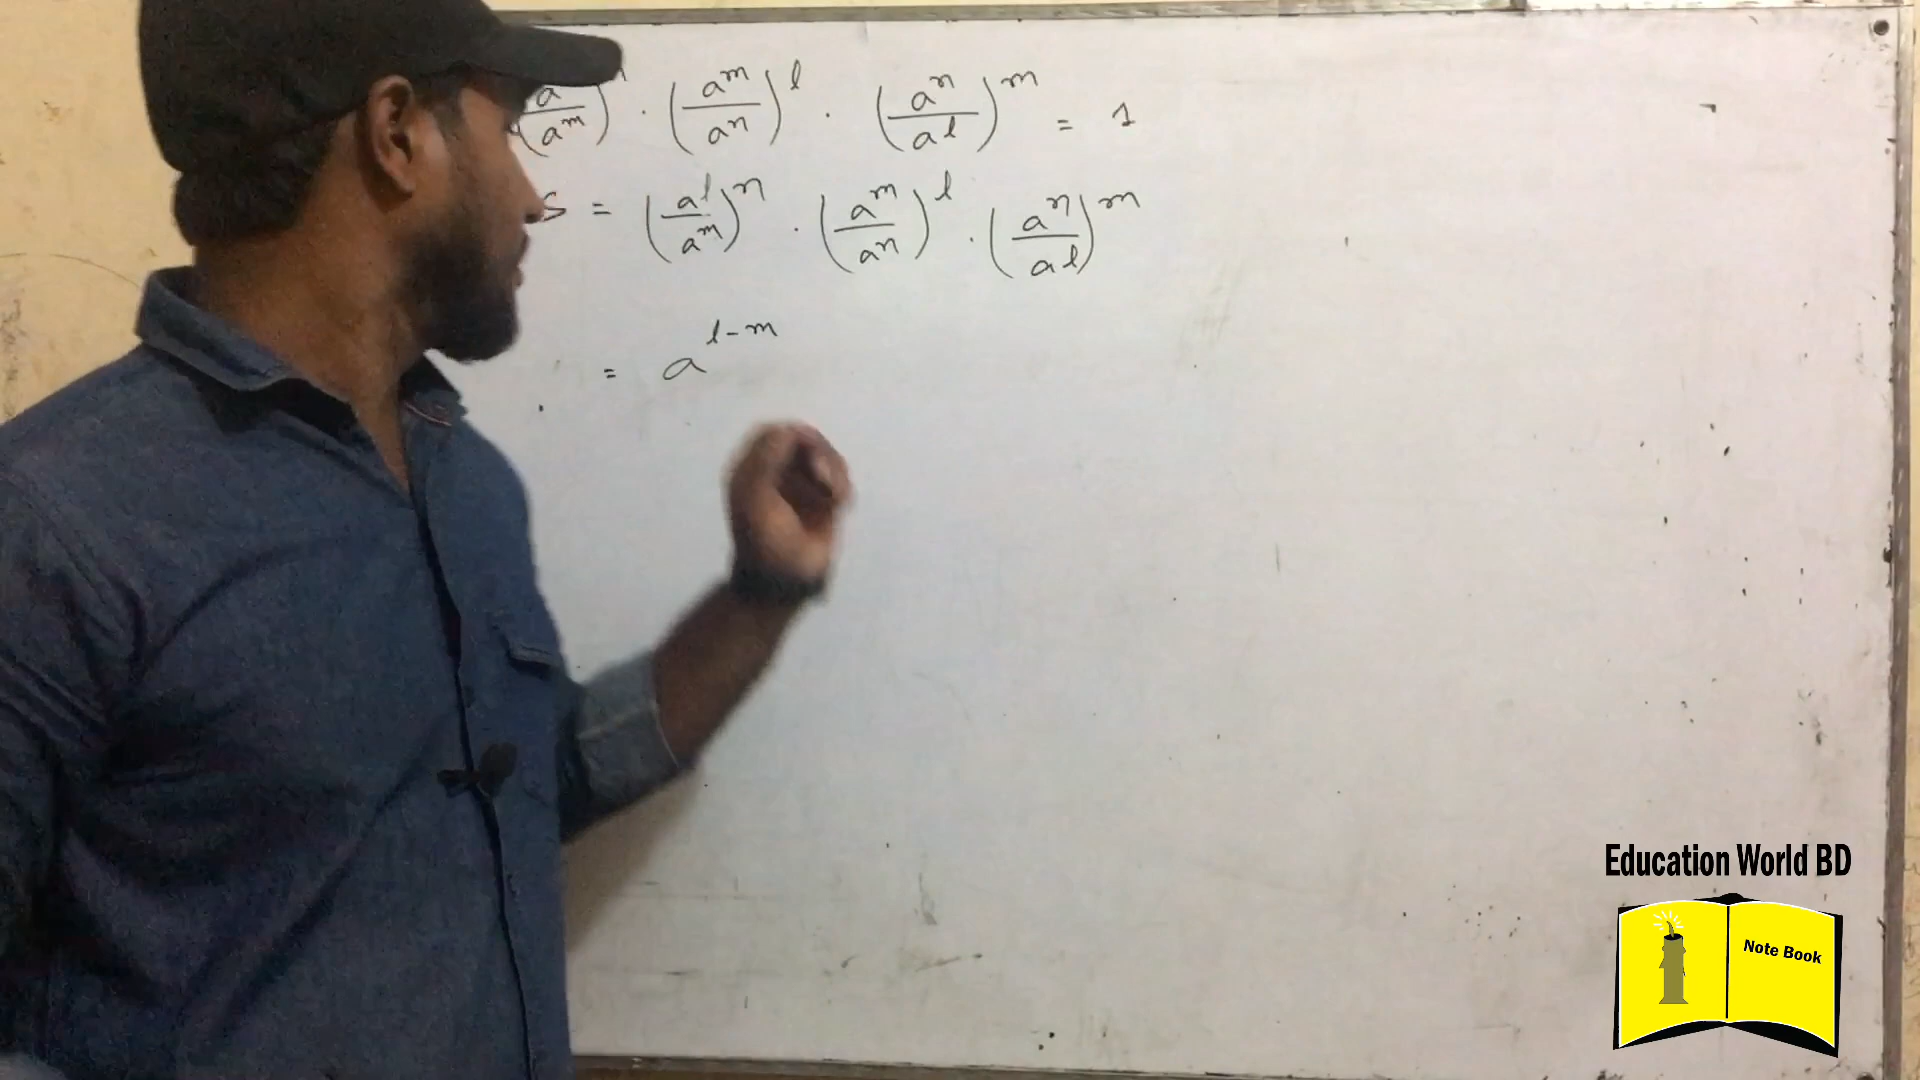 (a/a^m)^n · (a^m/a^n)^l · (a^n/a^l)^m = 1
S = (a^l/a^m)^n · (a^m/a^n)^l · (a^n/a^l)^m
= a^(l-m)
Education World BD
Note Book